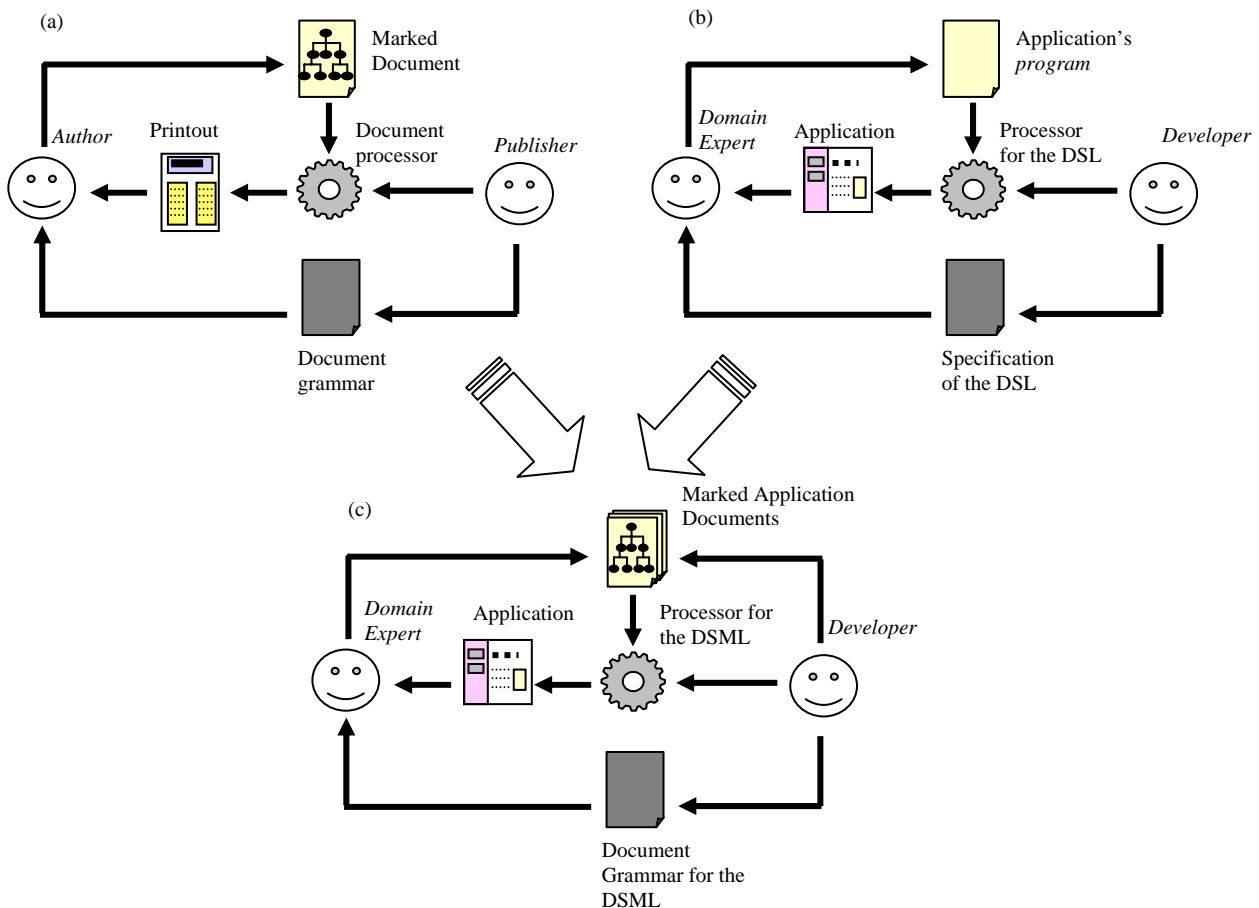 (a)
Marked
Document
Author
Printout
Document
processor
Publisher
Document
grammar
(b)
Application's
program
Domain
Expert
Application
Processor
for the DSL
Developer
Specification
of the DSL
(c)
Marked Application
Documents
Domain
Expert
Application
Processor for
the DSML
Developer
Document
Grammar for the
DSML